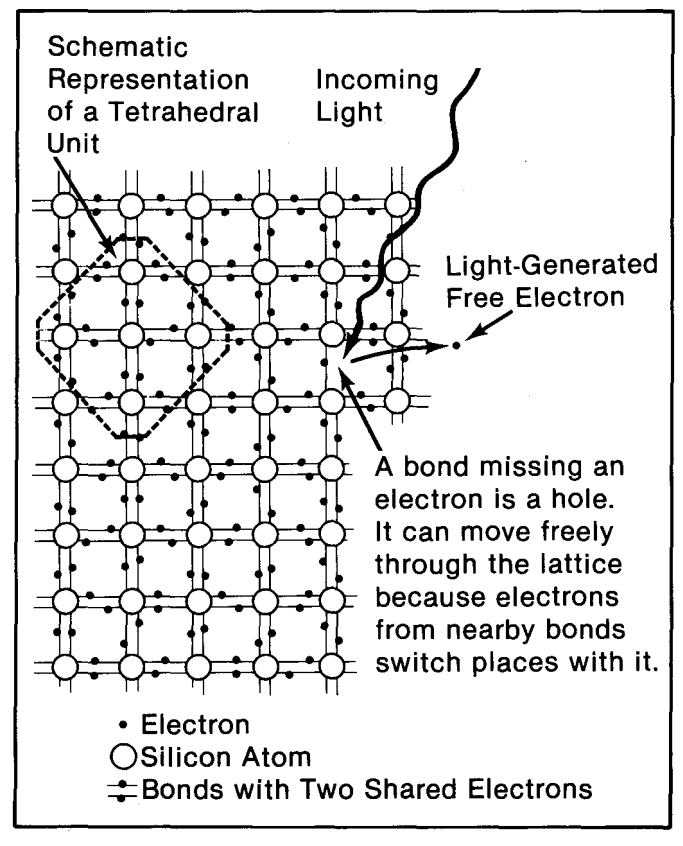 Schematic
Representation
of a Tetrahedral
Unit
Incoming
Light
Light-Generated
Free Electron
A bond missing an
electron is a hole.
It can move freely
through the lattice
because electrons
from nearby bonds
switch places with it.
Electron
Silicon Atom
Bonds with Two Shared Electrons